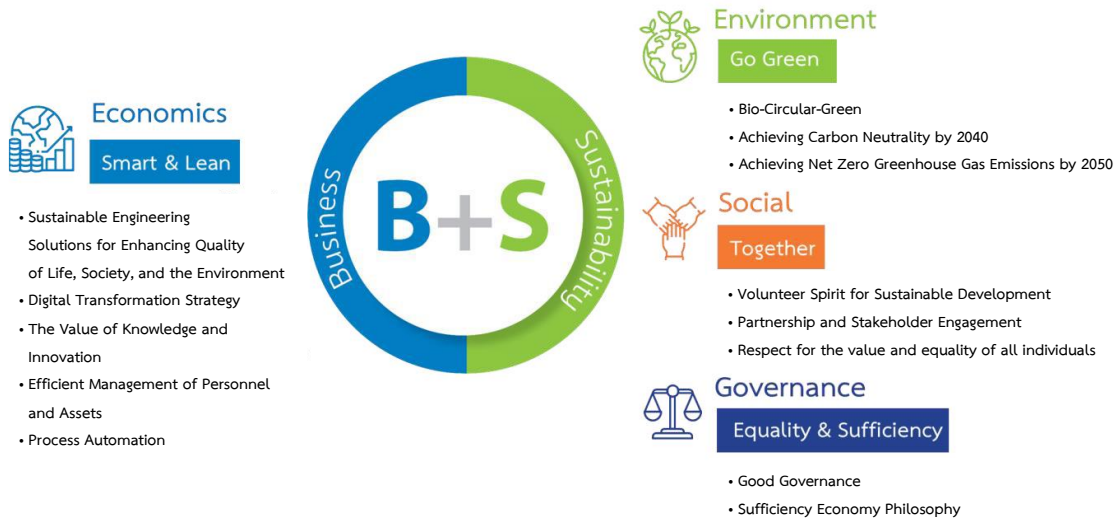 Economics
Smart & Lean
• Sustainable Engineering
Solutions for Enhancing Quality
of Life, Society, and the Environment
• Digital Transformation Strategy
• The Value of Knowledge and
Innovation
• Efficient Management of Personnel
and Assets
• Process Automation
Business
B+S
Sustainability
Environment
Go Green
• Bio-Circular-Green
• Achieving Carbon Neutrality by 2040
• Achieving Net Zero Greenhouse Gas Emissions by 2050
Social
Together
• Volunteer Spirit for Sustainable Development
• Partnership and Stakeholder Engagement
• Respect for the value and equality of all individuals
Governance
Equality & Sufficiency
• Good Governance
• Sufficiency Economy Philosophy